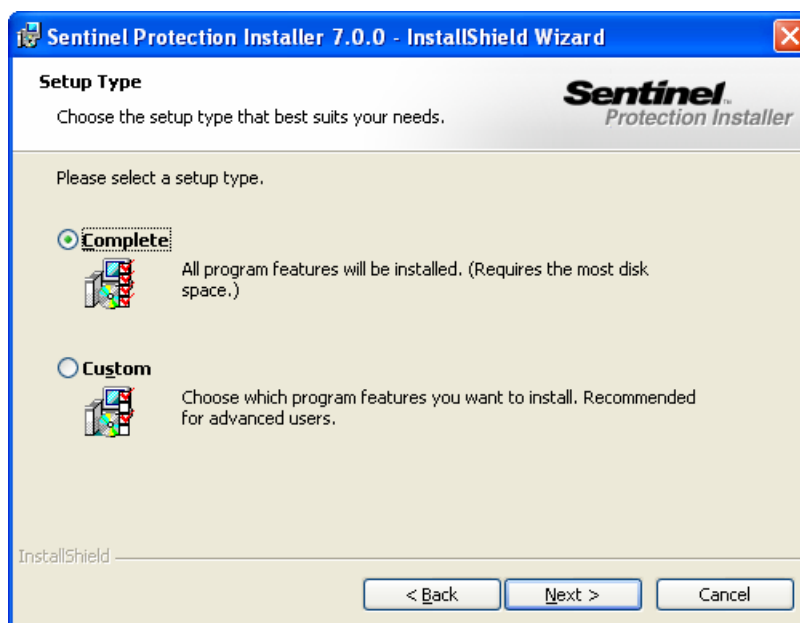 Sentinel Protection Installer 7.0.0 - InstallShield Wizard
Setup Type
Choose the setup type that best suits your needs.
Sentinel™
Protection Installer
Please select a setup type.
Complete
All program features will be installed. (Requires the most disk
space.)
Custom
Choose which program features you want to install. Recommended
for advanced users.
InstallShield
< Back
Next >
Cancel